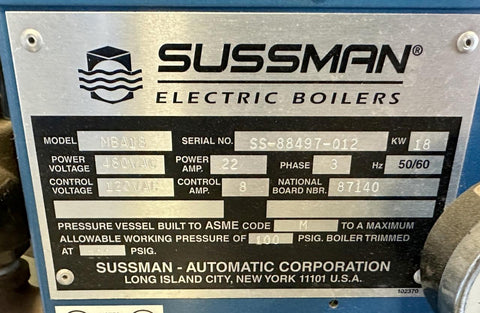 SUSSMAN®
ELECTRIC BOILERS
MODEL MBA18 SERIAL NO. SS-88497-012 KW 18
POWER VOLTAGE 480VAC POWER AMP. 22 PHASE 3 Hz 50/60
CONTROL VOLTAGE 120VAC CONTROL AMP. 8 NATIONAL BOARD NBR. 87140
PRESSURE VESSEL BUILT TO ASME CODE M TO A MAXIMUM
ALLOWABLE WORKING PRESSURE OF 100 PSIG. BOILER TRIMMED
AT PSIG.
SUSSMAN - AUTOMATIC CORPORATION
LONG ISLAND CITY, NEW YORK 11101 U.S.A.
102370